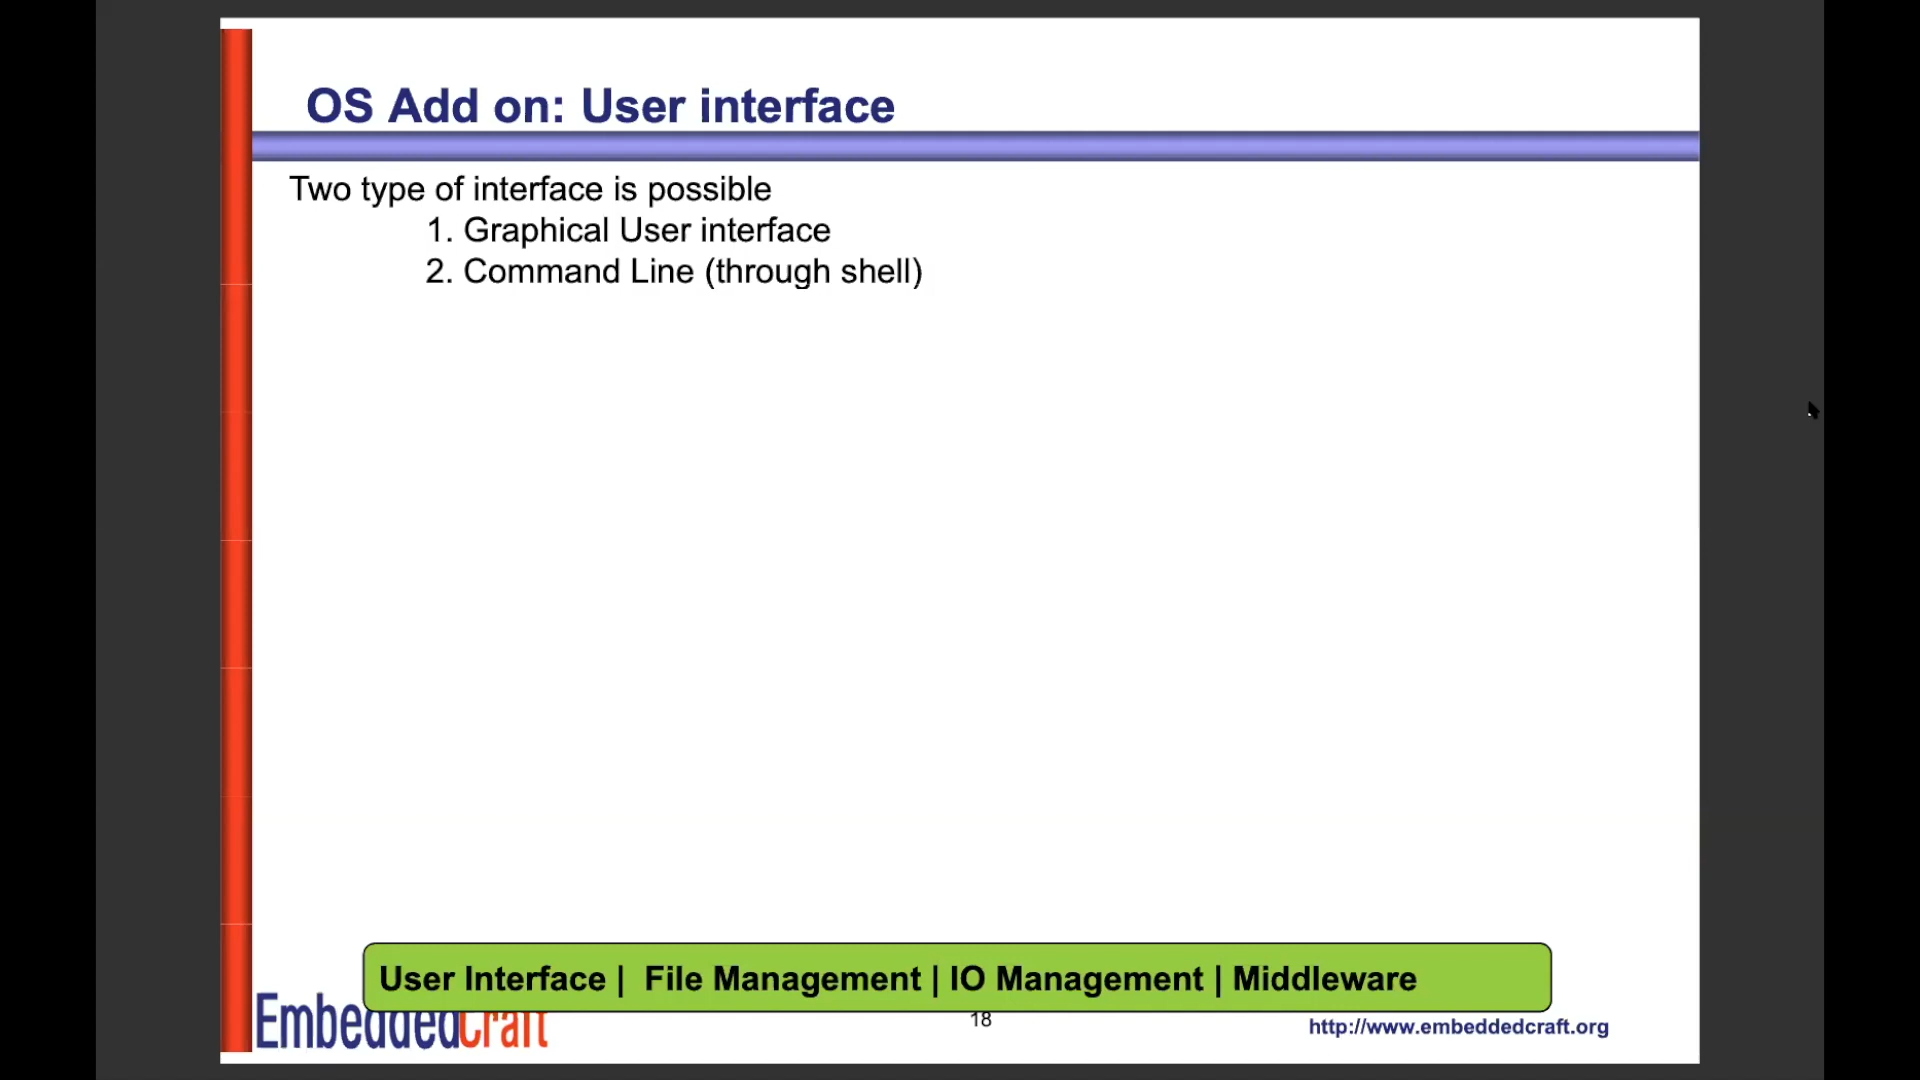 OS Add on: User interface
Two type of interface is possible
1. Graphical User interface
2. Command Line (through shell)
User Interface | File Management | IO Management | Middleware
EmbeddedCraft
18
http://www.embeddedcraft.org